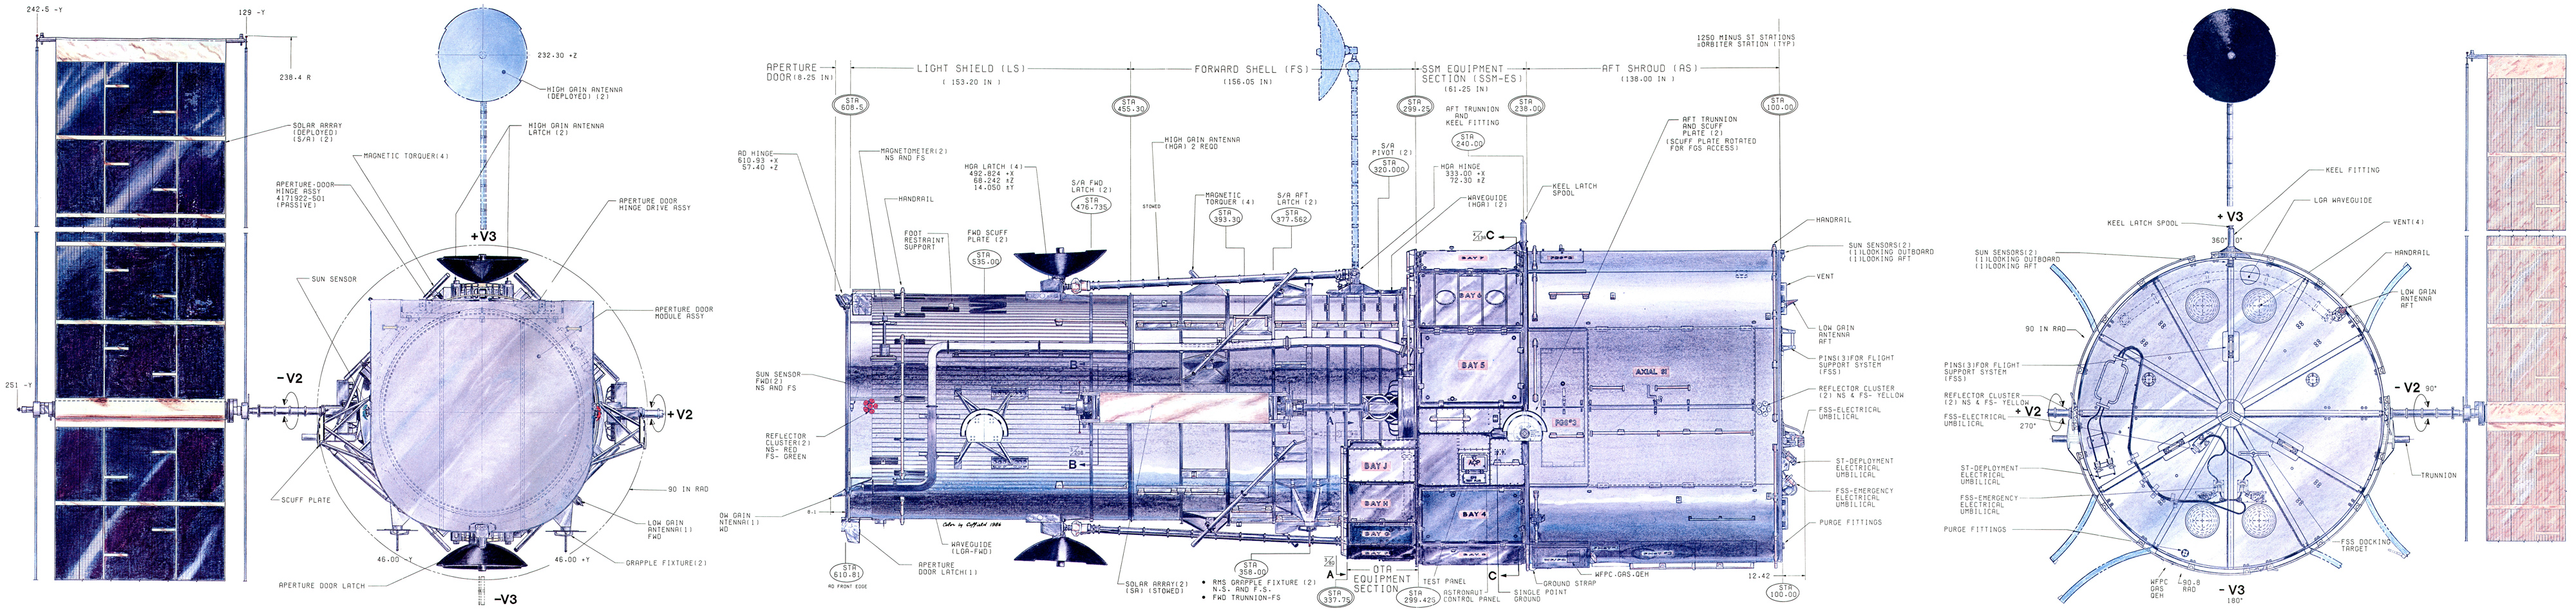 242.5 -Y
129 -Y
238.4 R
232.30 +Z
HIGH GAIN ANTENNA
(DEPLOYED) (2)
SOLAR ARRAY
(DEPLOYED)
(S/A) (2)
HIGH GAIN ANTENNA
LATCH (2)
MAGNETIC TORQUER(4)
APERTURE-DOOR
HINGE ASSY
4171922-501
(PASSIVE)
APERTURE DOOR
HINGE DRIVE ASSY
+V3
SUN SENSOR
APERTURE DOOR
MODULE ASSY
251 -Y
-V2
+V2
SCUFF PLATE
90 IN RAD
LOW GAIN
ANTENNA(1)
FWD
46.00 -Y
46.00 +Y
GRAPPLE FIXTURE(2)
APERTURE DOOR LATCH
-V3
1250 MINUS ST STATIONS
=ORBITER STATION (TYP)
APERTURE
DOOR(8.25 IN)
LIGHT SHIELD (LS)
( 153.20 IN )
FORWARD SHELL (FS)
(156.05 IN)
SSM EQUIPMENT
SECTION (SSM-ES)
(61.25 IN)
AFT SHROUD (AS)
(138.00 IN)
STA
608.5
STA
455.30
STA
299.25
STA
238.00
STA
100.00
AFT TRUNNION
AND
KEEL FITTING
STA
240.00
AFT TRUNNION
AND SCUFF
PLATE (2)
(SCUFF PLATE ROTATED
FOR FGS ACCESS)
AD HINGE
610.93 +X
57.40 +Z
MAGNETOMETER(2)
NS AND FS
HGA LATCH (4)
492.824 +X
68.242 ±Z
14.050 ±Y
HIGH GAIN ANTENNA
(HGA) 2 REQD
S/A
PIVOT (2)
STA
320.000
HGA HINGE
333.00 +X
72.30 ±Z
S/A FWD
LATCH (2)
STA
476.735
STOWED
MAGNETIC
TORQUER (4)
STA
393.30
S/A AFT
LATCH (2)
STA
377.562
WAVEGUIDE
(HGA) (2)
KEEL LATCH
SPOOL
HANDRAIL
FOOT
RESTRAINT
SUPPORT
FWD SCUFF
PLATE (2)
STA
535.00
C
HANDRAIL
SUN SENSORS(2)
(1)LOOKING OUTBOARD
(1)LOOKING AFT
VENT
BAY 7
BAY 6
BAY 5
LOW GAIN
ANTENNA
AFT
PINS(3)FOR FLIGHT
SUPPORT SYSTEM
(FSS)
B
AXIAL SI
SUN SENSOR
FWD(2)
NS AND FS
REFLECTOR CLUSTER
(2) NS & FS- YELLOW
FSS-ELECTRICAL
UMBILICAL
REFLECTOR
CLUSTER(2)
NS- RED
FS- GREEN
B
BAY J
BAY H
BAY G
BAY 4
ST-DEPLOYMENT
ELECTRICAL
UMBILICAL
FSS-EMERGENCY
ELECTRICAL
UMBILICAL
PURGE FITTINGS
OW GAIN
NTENNA(1)
WD
8.1
Color by Coffield 1986
WAVEGUIDE
(LGA-FWD)
STA
610.81
AD FRONT EDGE
APERTURE
DOOR LATCH(1)
SOLAR ARRAY(2)
(SA) (STOWED)
STA
358.00
• RMS GRAPPLE FIXTURE (2)
N.S. AND F.S.
• FWD TRUNNION-FS
A
STA
337.75
OTA
EQUIPMENT
SECTION
STA
299.425
TEST PANEL
ASTRONAUT
CONTROL PANEL
C
SINGLE POINT
GROUND
GROUND STRAP
WFPC.GAS.QEH
12.42
STA
100.00
KEEL FITTING
LGA WAVEGUIDE
KEEL LATCH SPOOL
+ V3
360° 0°
VENT(4)
HANDRAIL
SUN SENSORS(2)
(1)LOOKING OUTBOARD
(1)LOOKING AFT
LOW GAIN
ANTENNA
AFT
90 IN RAD
PINS(3)FOR FLIGHT
SUPPORT SYSTEM
(FSS)
REFLECTOR CLUSTER
(2) NS & FS- YELLOW
+ V2
270°
- V2 90°
FSS-ELECTRICAL
UMBILICAL
TRUNNION
ST-DEPLOYMENT
ELECTRICAL
UMBILICAL
FSS-EMERGENCY
ELECTRICAL
UMBILICAL
PURGE FITTINGS
FSS DOCKING
TARGET
WFPC
GAS
QEH
90.8
RAD
- V3
180°